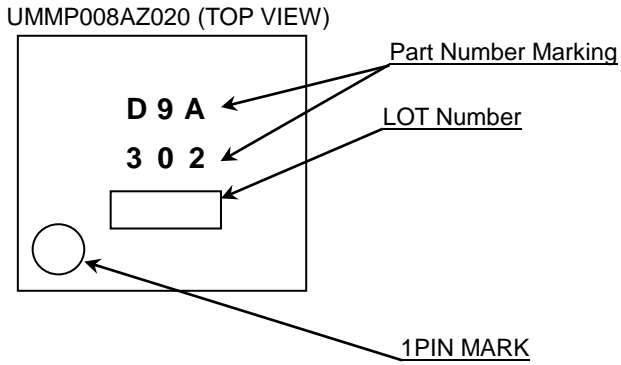 UMMP008AZ020 (TOP VIEW)
Part Number Marking
D 9 A
LOT Number
3 0 2
1PIN MARK